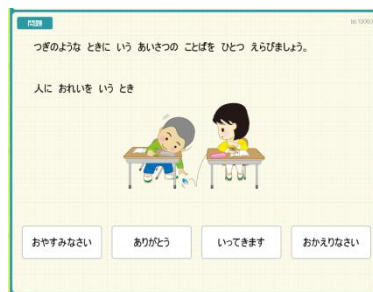 問題
つぎのような ときに いう あいさつの ことばを ひとつ えらびましょう。
人に おれいを いう とき
おやすみなさい
ありがとう
いってきます
おかえりなさい